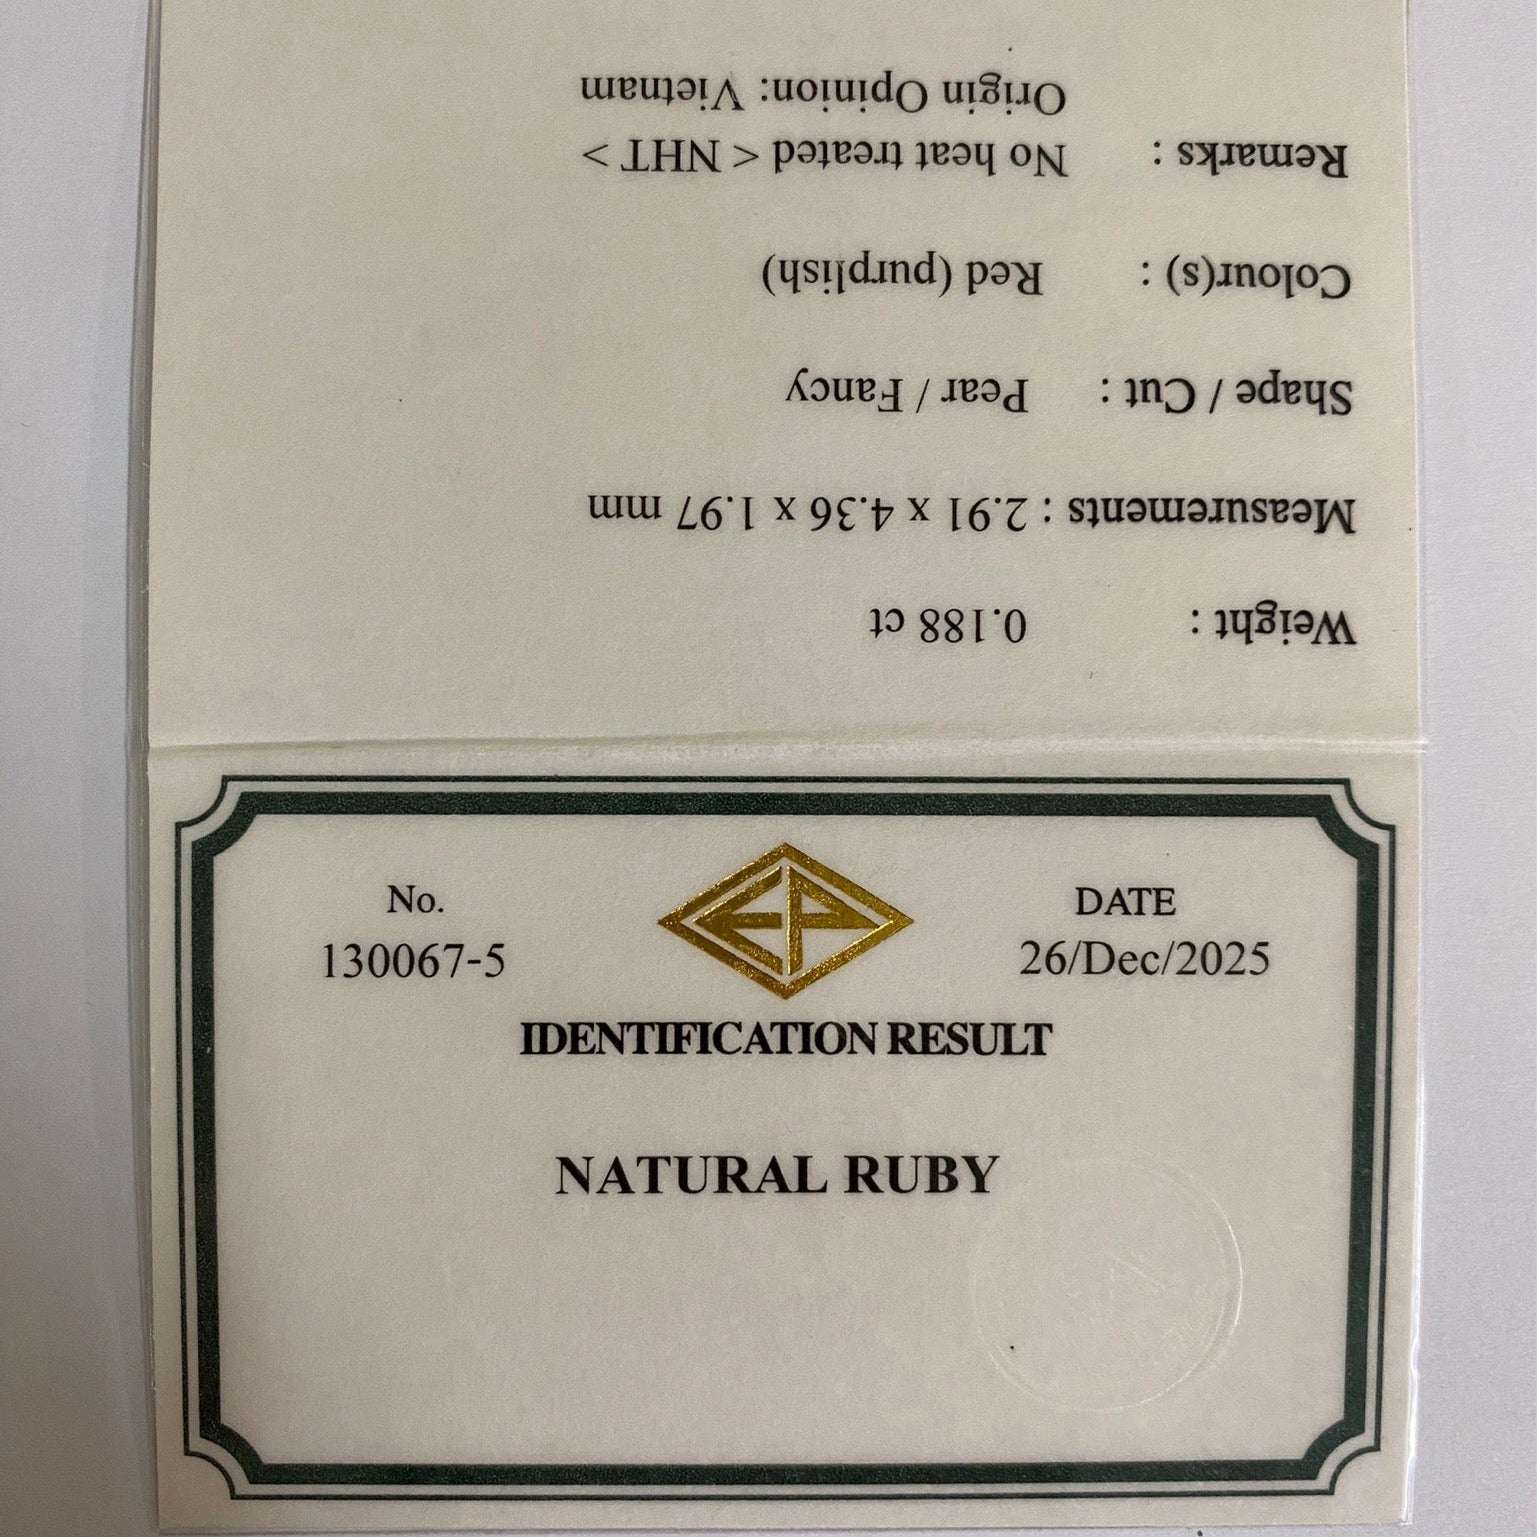 Weight : 0.188 ct
Measurements : 2.91 x 4.36 x 1.97 mm
Shape / Cut : Pear / Fancy
Colour(s) : Red (purplish)
Remarks : No heat treated < NHT >
Origin Opinion: Vietnam
EP
No. DATE
130067-5 26/Dec/2025
IDENTIFICATION RESULT
NATURAL RUBY